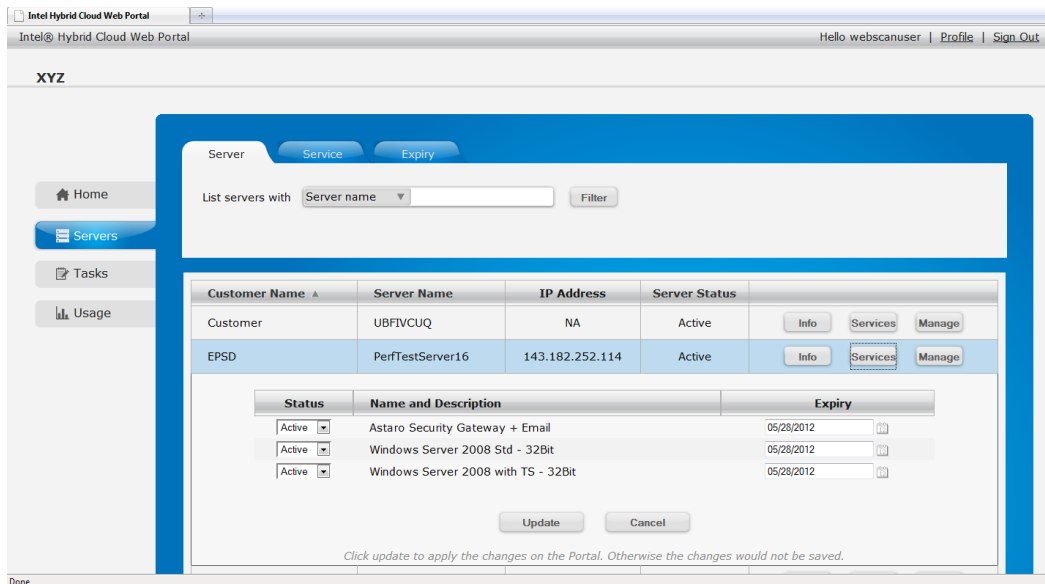 Intel Hybrid Cloud Web Portal
Intel® Hybrid Cloud Web Portal Hello webscanuser | Profile | Sign Out
XYZ
Server Service Expiry
List servers with Server name Filter
Home
Servers
Tasks
Usage
Customer Name Server Name IP Address Server Status
Customer UBFIVCUQ NA Active Info Services Manage
EPSD PerfTestServer16 143.182.252.114 Active Info Services Manage
Status Name and Description Expiry
Active Astaro Security Gateway + Email 05/28/2012
Active Windows Server 2008 Std - 32Bit 05/28/2012
Active Windows Server 2008 with TS - 32Bit 05/28/2012
Update Cancel
Click update to apply the changes on the Portal. Otherwise the changes would not be saved.
Done